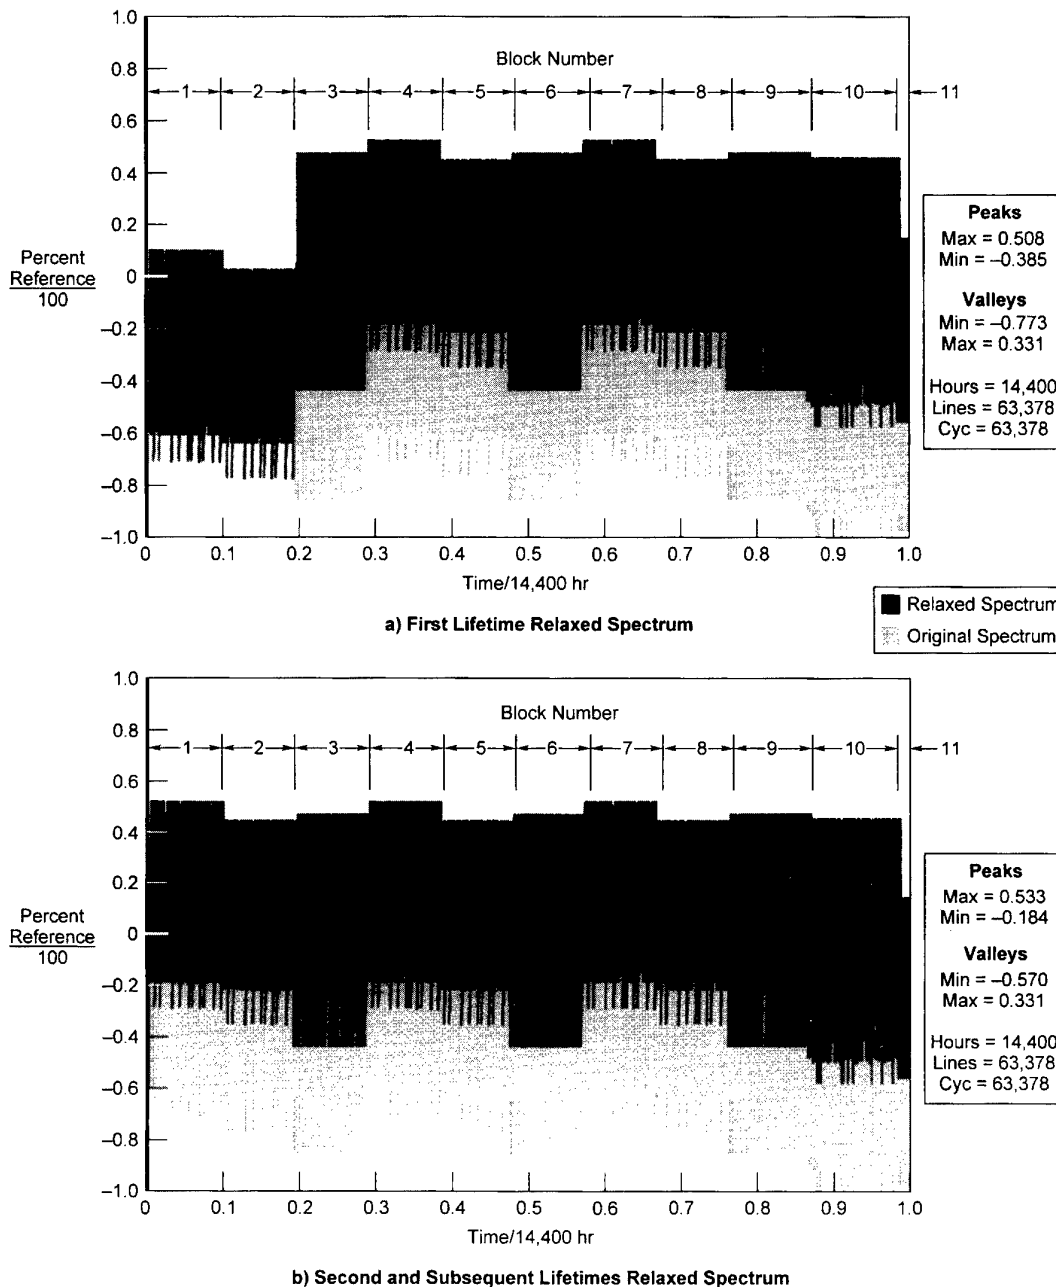 1.0
0.8
0.6
0.4
0.2
0
–0.2
–0.4
–0.6
–0.8
–1.0
Percent
Reference
100
Block Number
1 2 3 4 5 6 7 8 9 10 11
0 0.1 0.2 0.3 0.4 0.5 0.6 0.7 0.8 0.9 1.0
Time/14,400 hr
Peaks
Max = 0.508
Min = –0.385
Valleys
Min = –0.773
Max = 0.331
Hours = 14,400
Lines = 63,378
Cyc = 63,378
a) First Lifetime Relaxed Spectrum
Relaxed Spectrum
Original Spectrum
1.0
0.8
0.6
0.4
0.2
0
–0.2
–0.4
–0.6
–0.8
–1.0
Percent
Reference
100
Block Number
1 2 3 4 5 6 7 8 9 10 11
0 0.1 0.2 0.3 0.4 0.5 0.6 0.7 0.8 0.9 1.0
Time/14,400 hr
Peaks
Max = 0.533
Min = –0.184
Valleys
Min = –0.570
Max = 0.331
Hours = 14,400
Lines = 63,378
Cyc = 63,378
b) Second and Subsequent Lifetimes Relaxed Spectrum